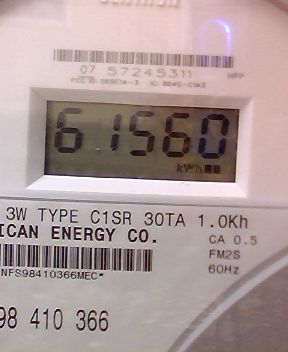 07 57245311 HPP
61560
kWh
3W TYPE C1SR 30TA 1.0Kh
ICAN ENERGY CO.
CA 0.5
FM2S
60Hz
NFS98410366MEC*
98 410 366